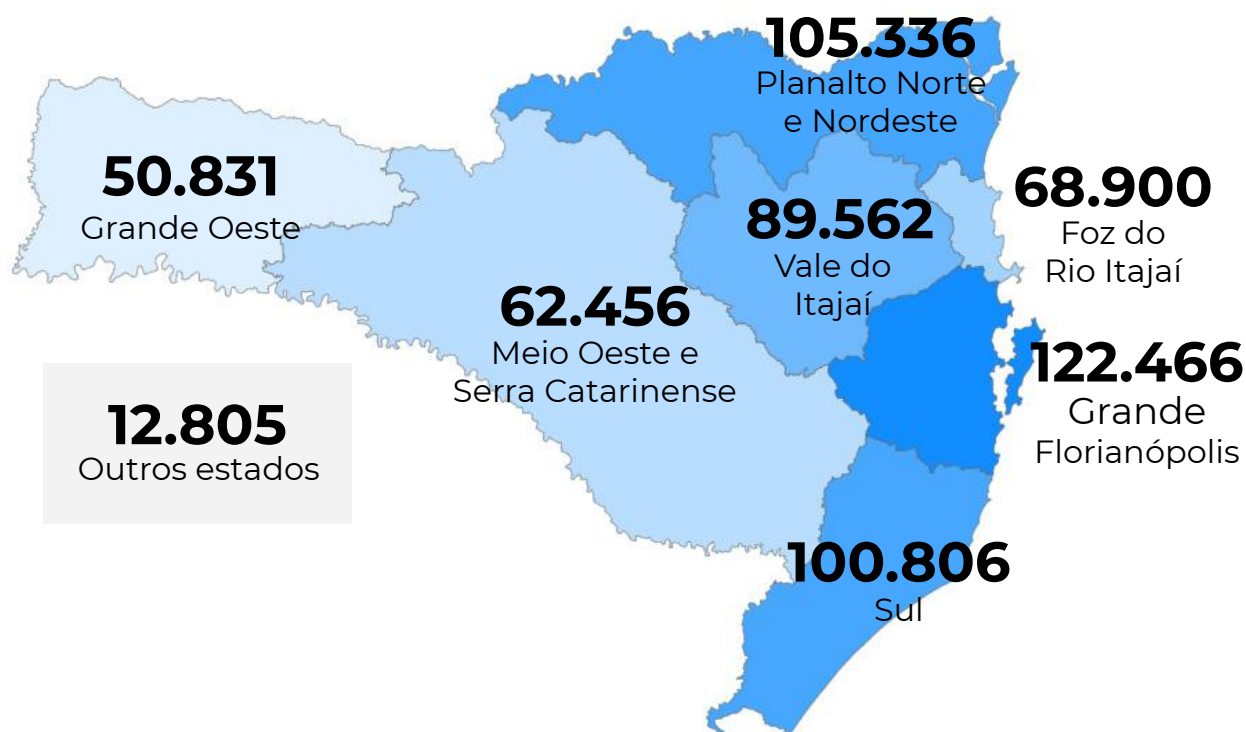 105.336
Planalto Norte
e Nordeste
50.831
Grande Oeste
68.900
Foz do
Rio Itajaí
89.562
Vale do
Itajaí
62.456
Meio Oeste e
Serra Catarinense
122.466
Grande
Florianópolis
12.805
Outros estados
100.806
Sul